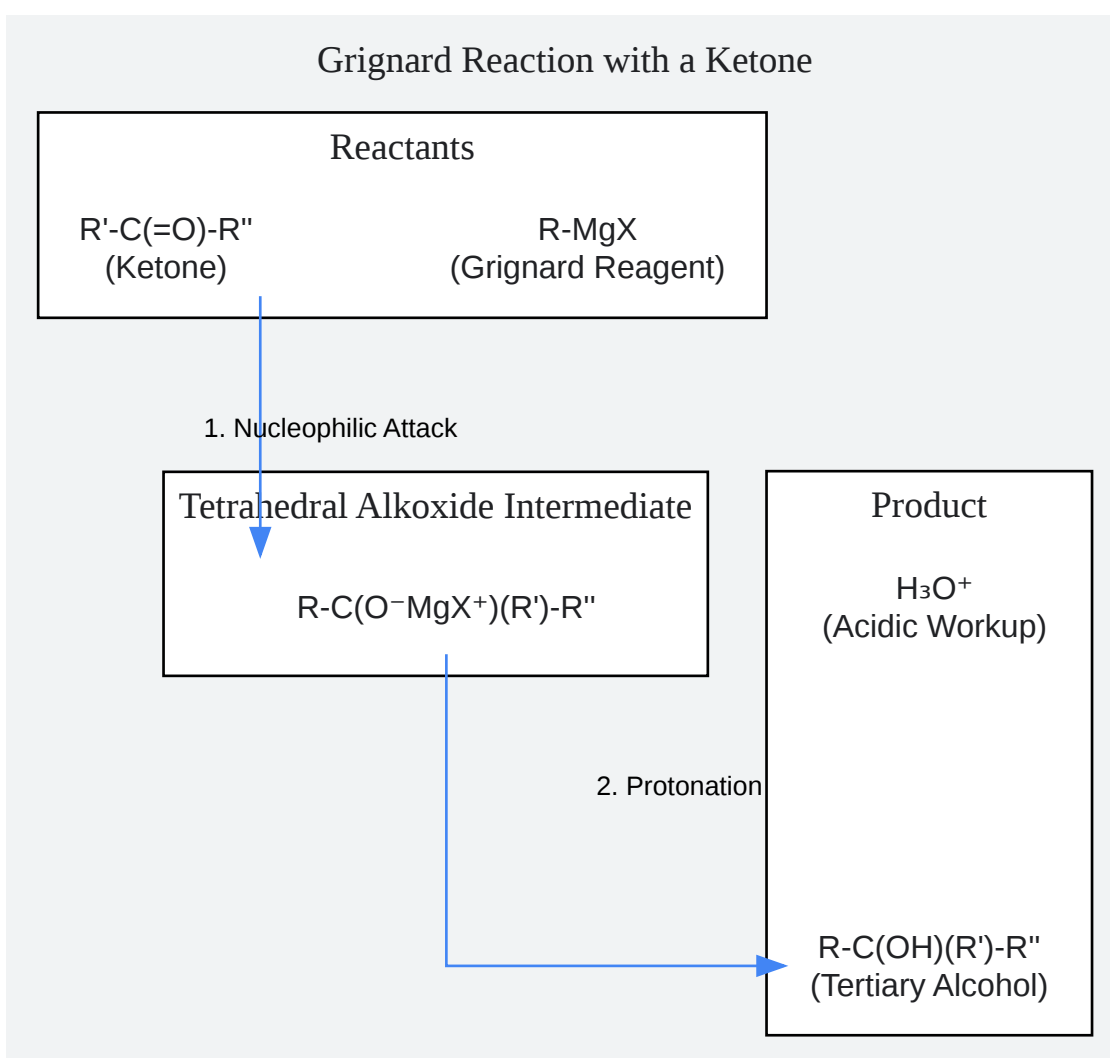 Grignard Reaction with a Ketone
Reactants
R'-C(=O)-R''
(Ketone)
R-MgX
(Grignard Reagent)
1. Nucleophilic Attack
Tetrahedral Alkoxide Intermediate
R-C(O⁻MgX⁺)(R')-R''
Product
H₃O⁺
(Acidic Workup)
2. Protonation
R-C(OH)(R')-R''
(Tertiary Alcohol)